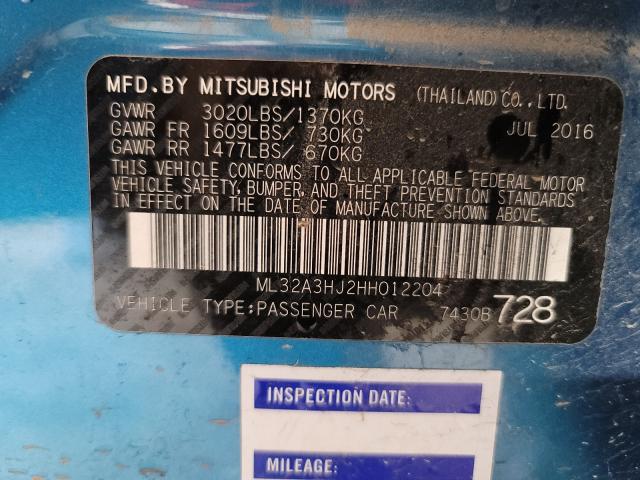 MFD.BY MITSUBISHI MOTORS (THAILAND)CO.,LTD.
GVWR 3020LBS/1370KG
GAWR FR 1609LBS/ 730KG JUL 2016
GAWR RR 1477LBS/ 670KG
THIS VEHICLE CONFORMS TO ALL APPLICABLE FEDERAL MOTOR
VEHICLE SAFETY, BUMPER, AND THEFT PREVENTION STANDARDS
IN EFFECT ON THE DATE OF MANUFACTURE SHOWN ABOVE.
ML32A3HJ2HH012204
VEHICLE TYPE:PASSENGER CAR 7430B 728
INSPECTION DATE:
MILEAGE: